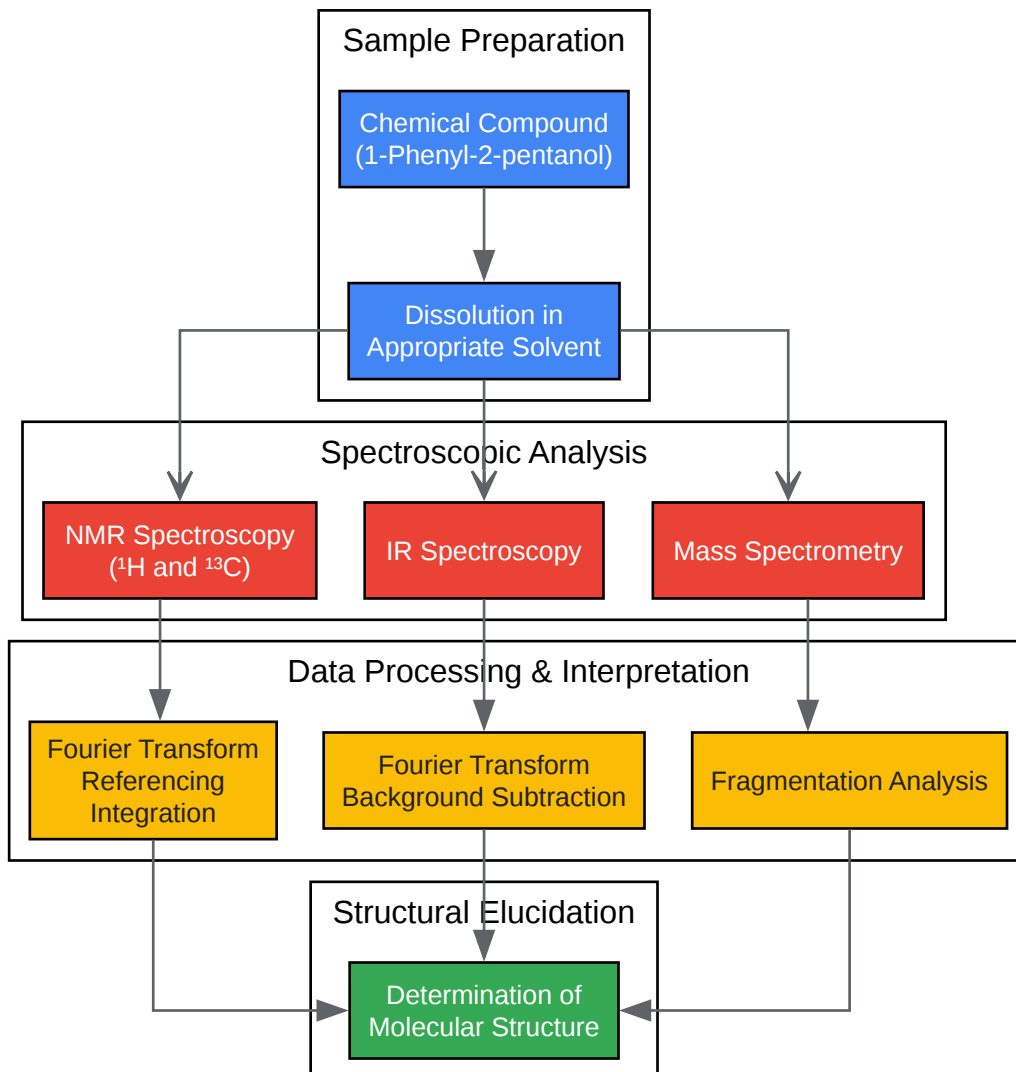 Sample Preparation
Chemical Compound
(1-Phenyl-2-pentanol)
Dissolution in
Appropriate Solvent
Spectroscopic Analysis
NMR Spectroscopy
(¹H and ¹³C)
IR Spectroscopy
Mass Spectrometry
Data Processing & Interpretation
Fourier Transform
Referencing
Integration
Fourier Transform
Background Subtraction
Fragmentation Analysis
Structural Elucidation
Determination of
Molecular Structure